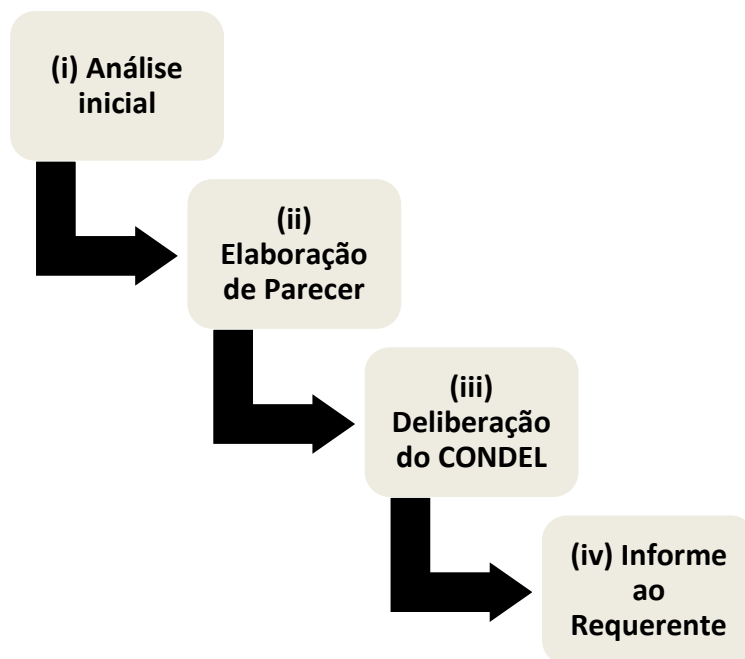 (i) Análise
inicial
(ii)
Elaboração
de Parecer
(iii)
Deliberação
do CONDEL
(iv) Informe
ao
Requerente